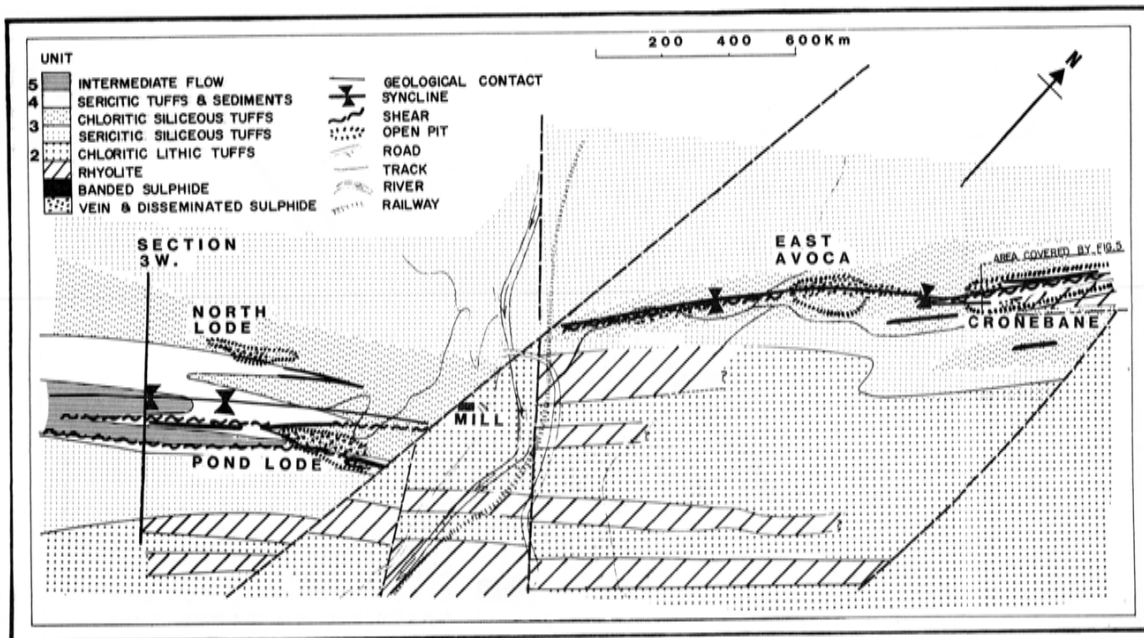 200 400 600Km
N
UNIT
5 INTERMEDIATE FLOW
4 SERICITIC TUFFS & SEDIMENTS
CHLORITIC SILICEOUS TUFFS
3
SERICITIC SILICEOUS TUFFS
2 CHLORITIC LITHIC TUFFS
RHYOLITE
BANDED SULPHIDE
VEIN & DISSEMINATED SULPHIDE
GEOLOGICAL CONTACT
SYNCLINE
SHEAR
OPEN PIT
ROAD
TRACK
RIVER
RAILWAY
SECTION
3W.
NORTH
LODE
POND LODE
MILL
EAST
AVOCA
AREA COVERED BY FIG.5
CRONEBANE
?
?
?
?